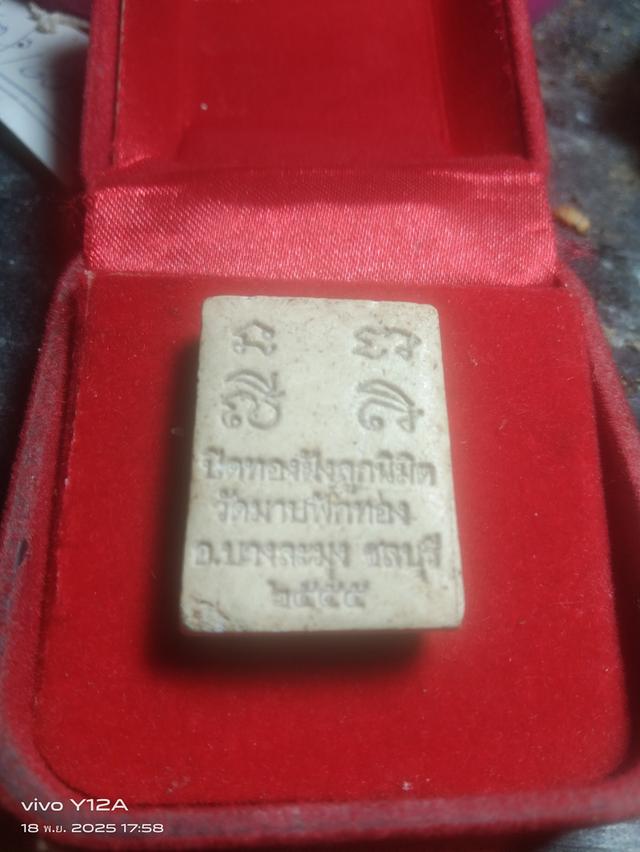 ปิดทองฝังลูกนิมิต
วัดมาบฟักทอง
อ.บางละมุง ชลบุรี
๒๕๕๕
vivo Y12A
18 พ.ย. 2025 17:58